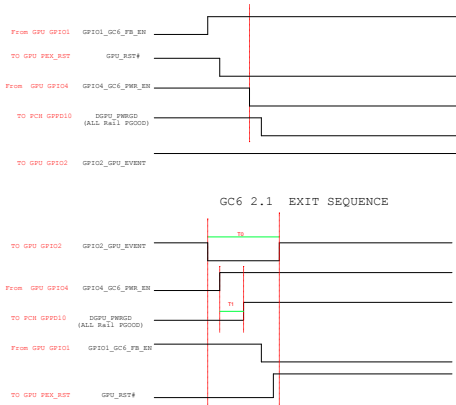 From GPU GPIO1 GPIO1_GC6_FB_EN
TO GPU PEX_RST GPU_RST#
From GPU GPIO4 GPIO4_GC6_PWR_EN
TO PCH GPPD10 DGPU_PWRGD
(ALL Rail PGOOD)
TO GPU GPIO2 GPIO2_GPU_EVENT
GC6 2.1 EXIT SEQUENCE
T0
TO GPU GPIO2 GPIO2_GPU_EVENT
From GPU GPIO4 GPIO4_GC6_PWR_EN
T1
TO PCH GPPD10 DGPU_PWRGD
(ALL Rail PGOOD)
From GPU GPIO1 GPIO1_GC6_FB_EN
TO GPU PEX_RST GPU_RST#